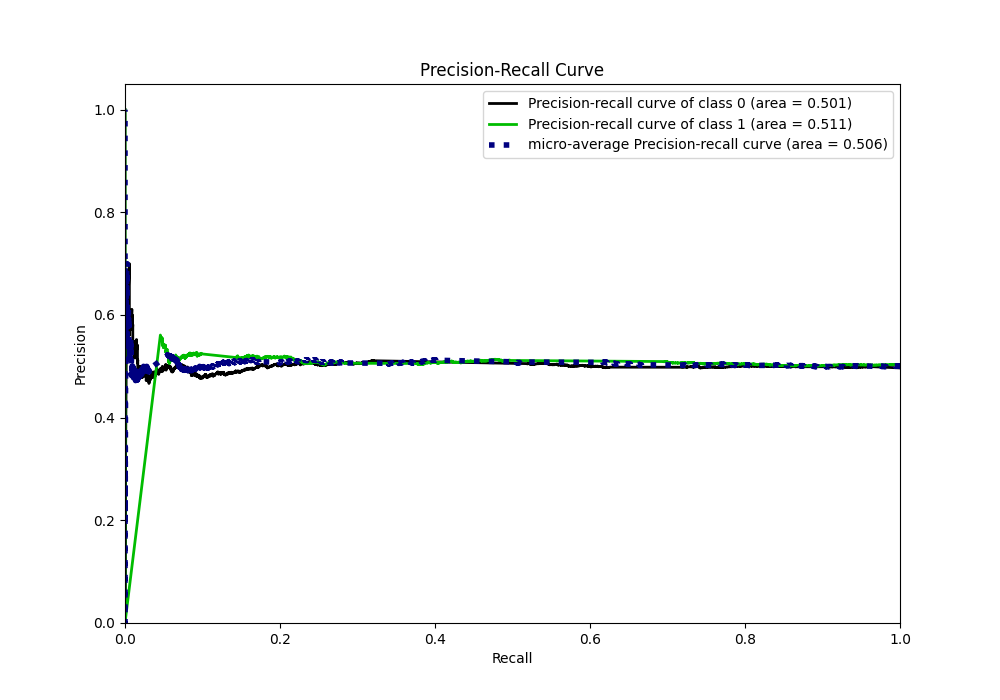 Precision-Recall Curve
Precision-recall curve of class 0 (area = 0.501)
Precision-recall curve of class 1 (area = 0.511)
micro-average Precision-recall curve (area = 0.506)
1.0
0.8
0.6
0.4
0.2
0.0
Precision
0.0 0.2 0.4 0.6 0.8 1.0
Recall